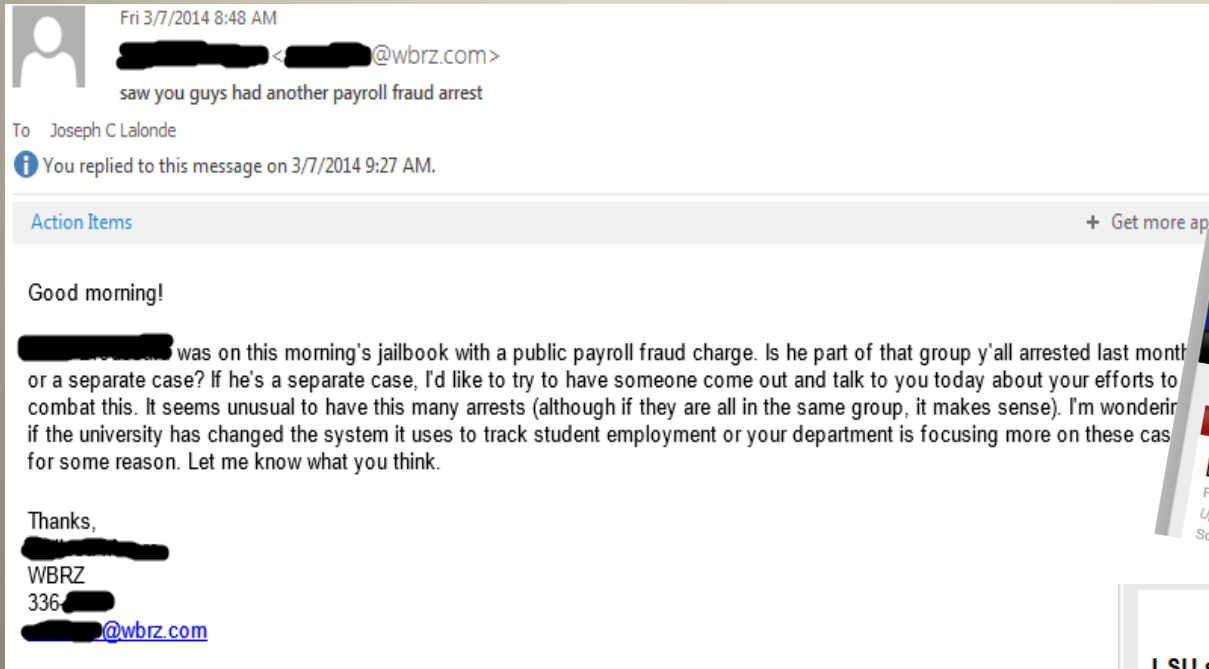 Fri 3/7/2014 8:48 AM
< @wbrz.com>
saw you guys had another payroll fraud arrest
To Joseph C Lalonde
You replied to this message on 3/7/2014 9:27 AM.
Action Items + Get more ap
Good morning!
was on this morning's jailbook with a public payroll fraud charge. Is he part of that group y'all arrested last month
or a separate case? If he's a separate case, I'd like to try to have someone come out and talk to you today about your efforts to
combat this. It seems unusual to have this many arrests (although if they are all in the same group, it makes sense). I'm wonderin
if the university has changed the system it uses to track student employment or your department is focusing more on these cas
for some reason. Let me know what you think.
Thanks,
WBRZ
336-
@wbrz.com
LSU